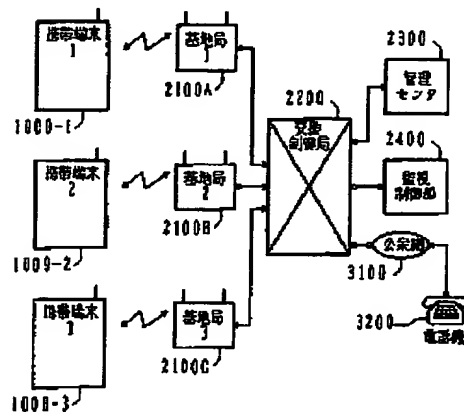 携帯端末
1
1000-1
基地局
1
2100A
携帯端末
2
1000-2
基地局
2
2100B
携帯端末
3
1000-3
基地局
3
2100C
2200
交換
制御局
2300
管理
センタ
2400
監視
制御部
公衆網
3100
3200
電話機